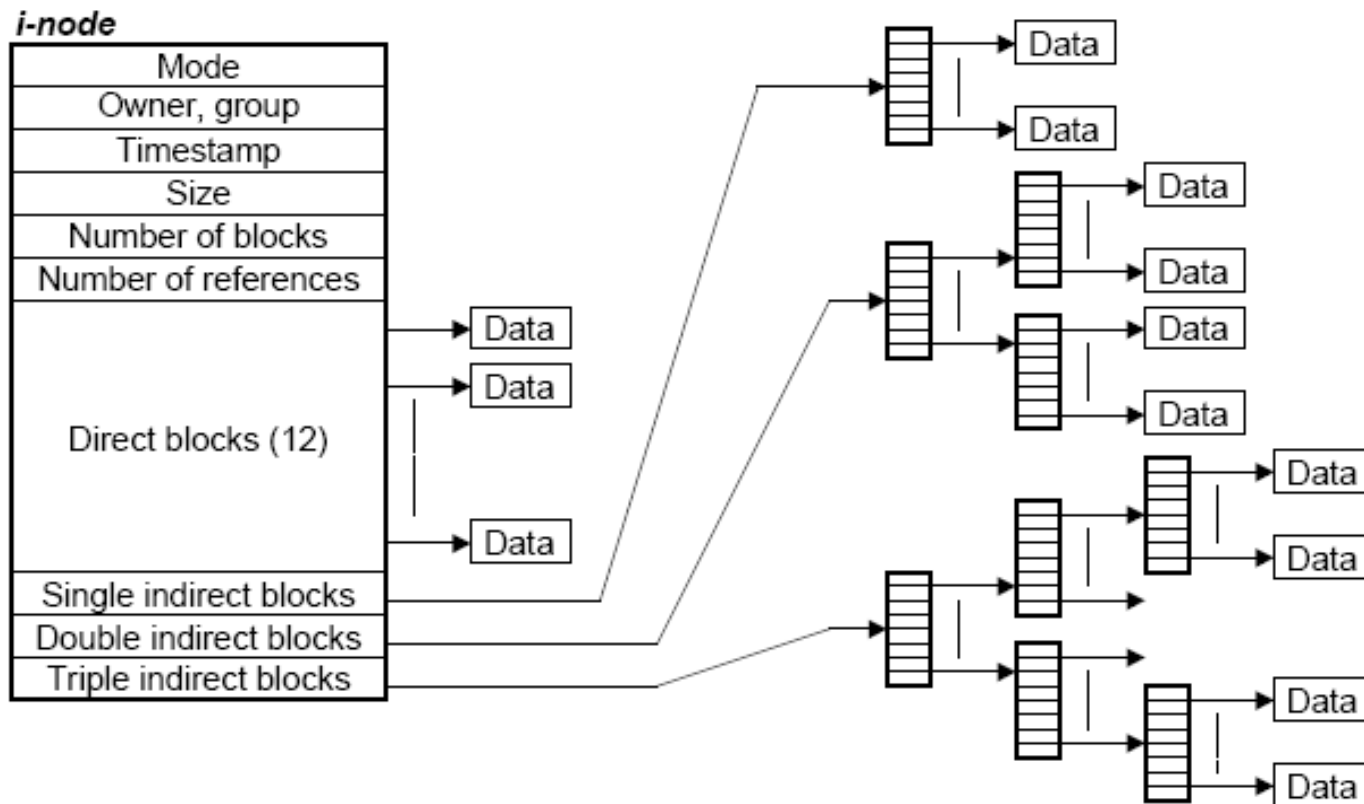 i-node
Mode
Owner, group
Timestamp
Size
Number of blocks
Number of references
Direct blocks (12)
Single indirect blocks
Double indirect blocks
Triple indirect blocks
Data
Data
Data
Data
Data
Data
Data
Data
Data
Data
Data
Data
Data